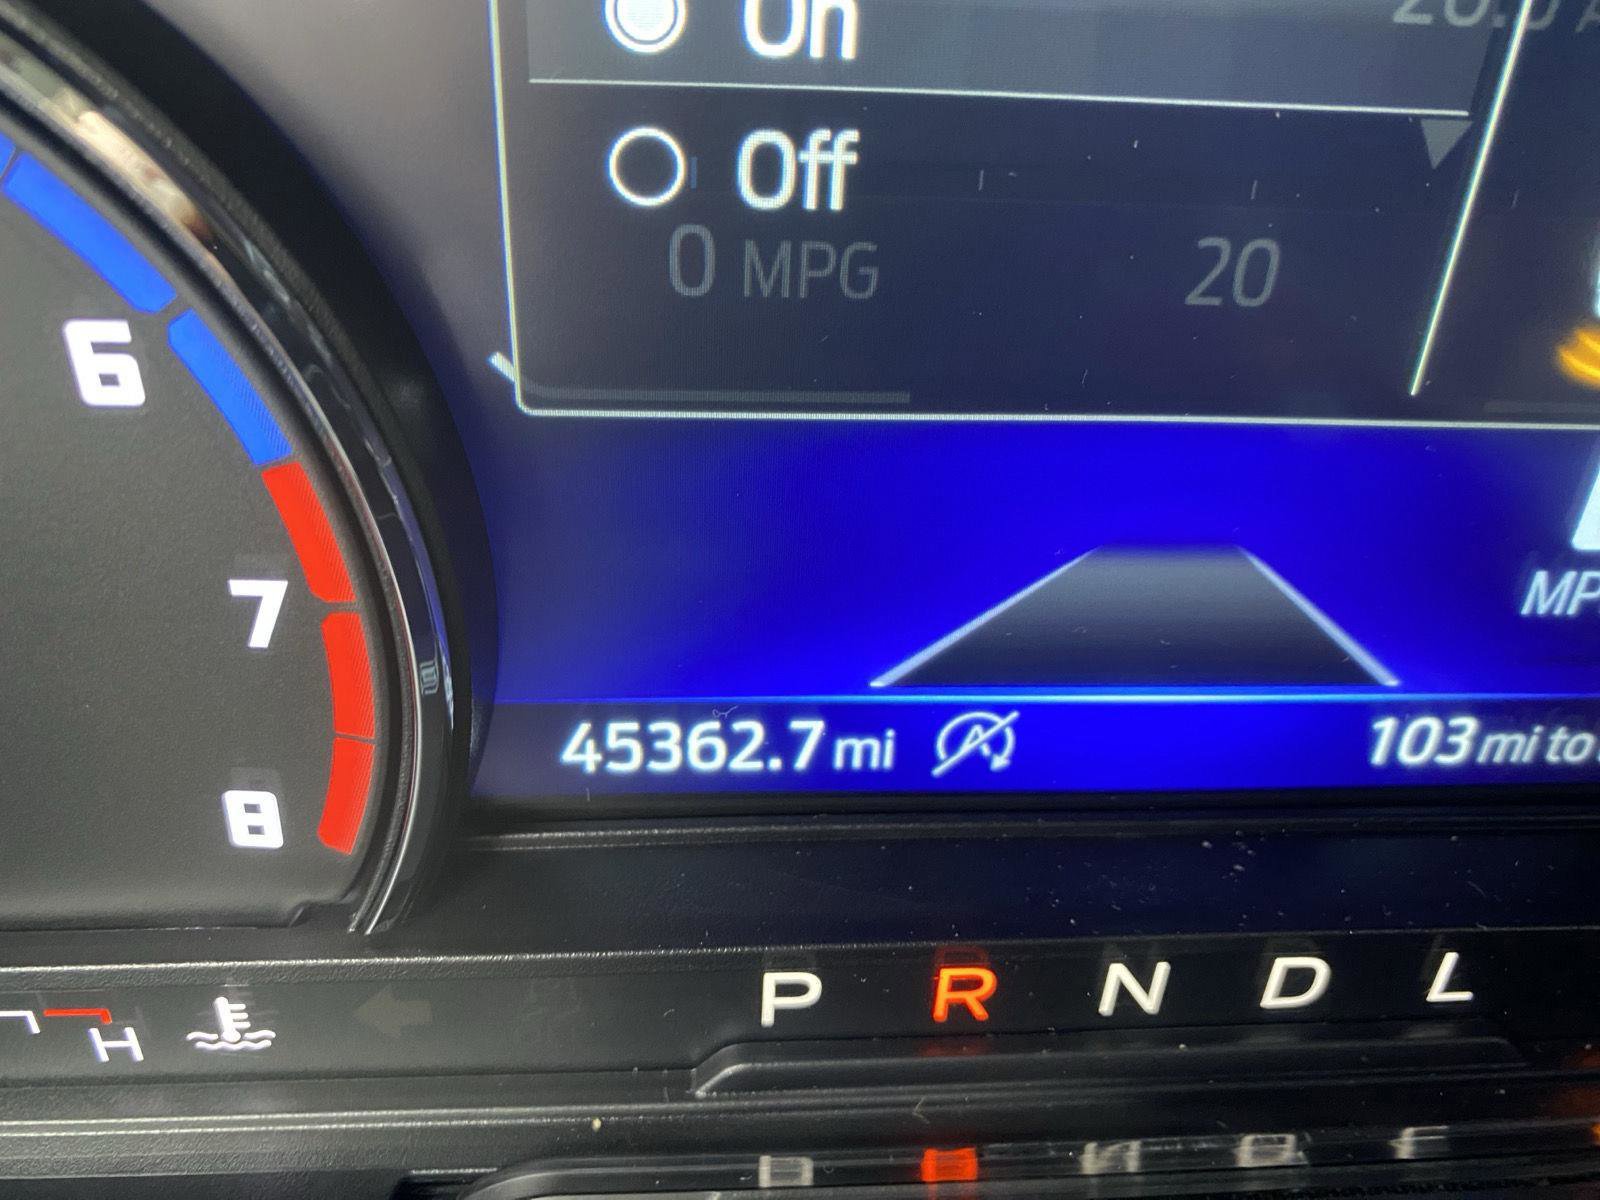 On
Off
0 MPG 20
6
7
8
45362.7 mi 103 mi to
H
P R N D L